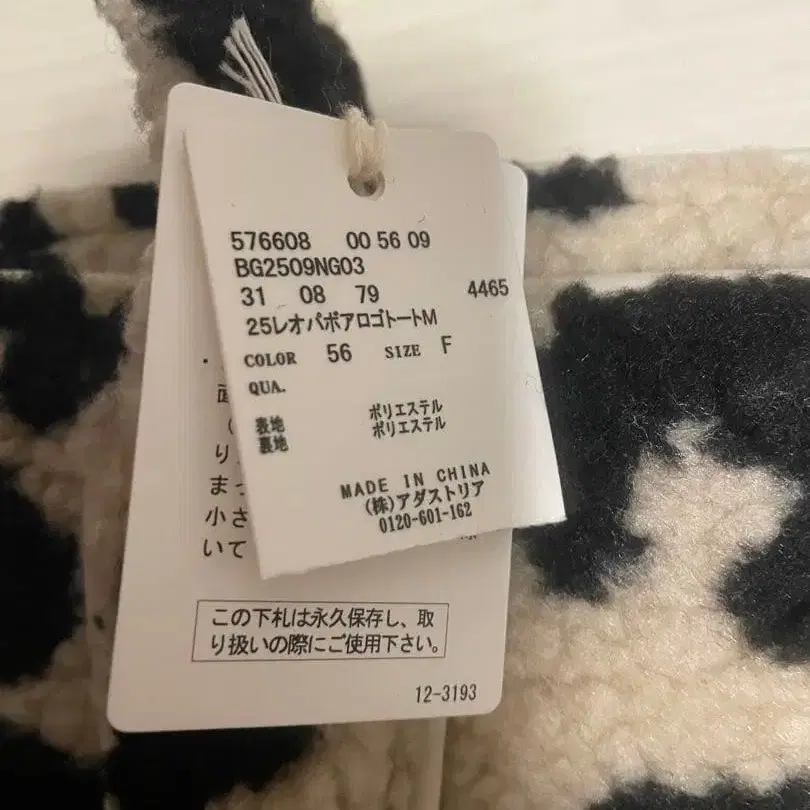 576608 00 56 09
BG2509NG03
31 08 79 4465
25レオパボアロゴトートM
COLOR 56 SIZE F
QUA.
表地 ポリエステル
裏地 ポリエステル
MADE IN CHINA
(株)アダストリア
0120-601-162
り
まっ
小さ
いて
この下札は永久保存し、取
り扱いの際にご使用下さい。
12-3193